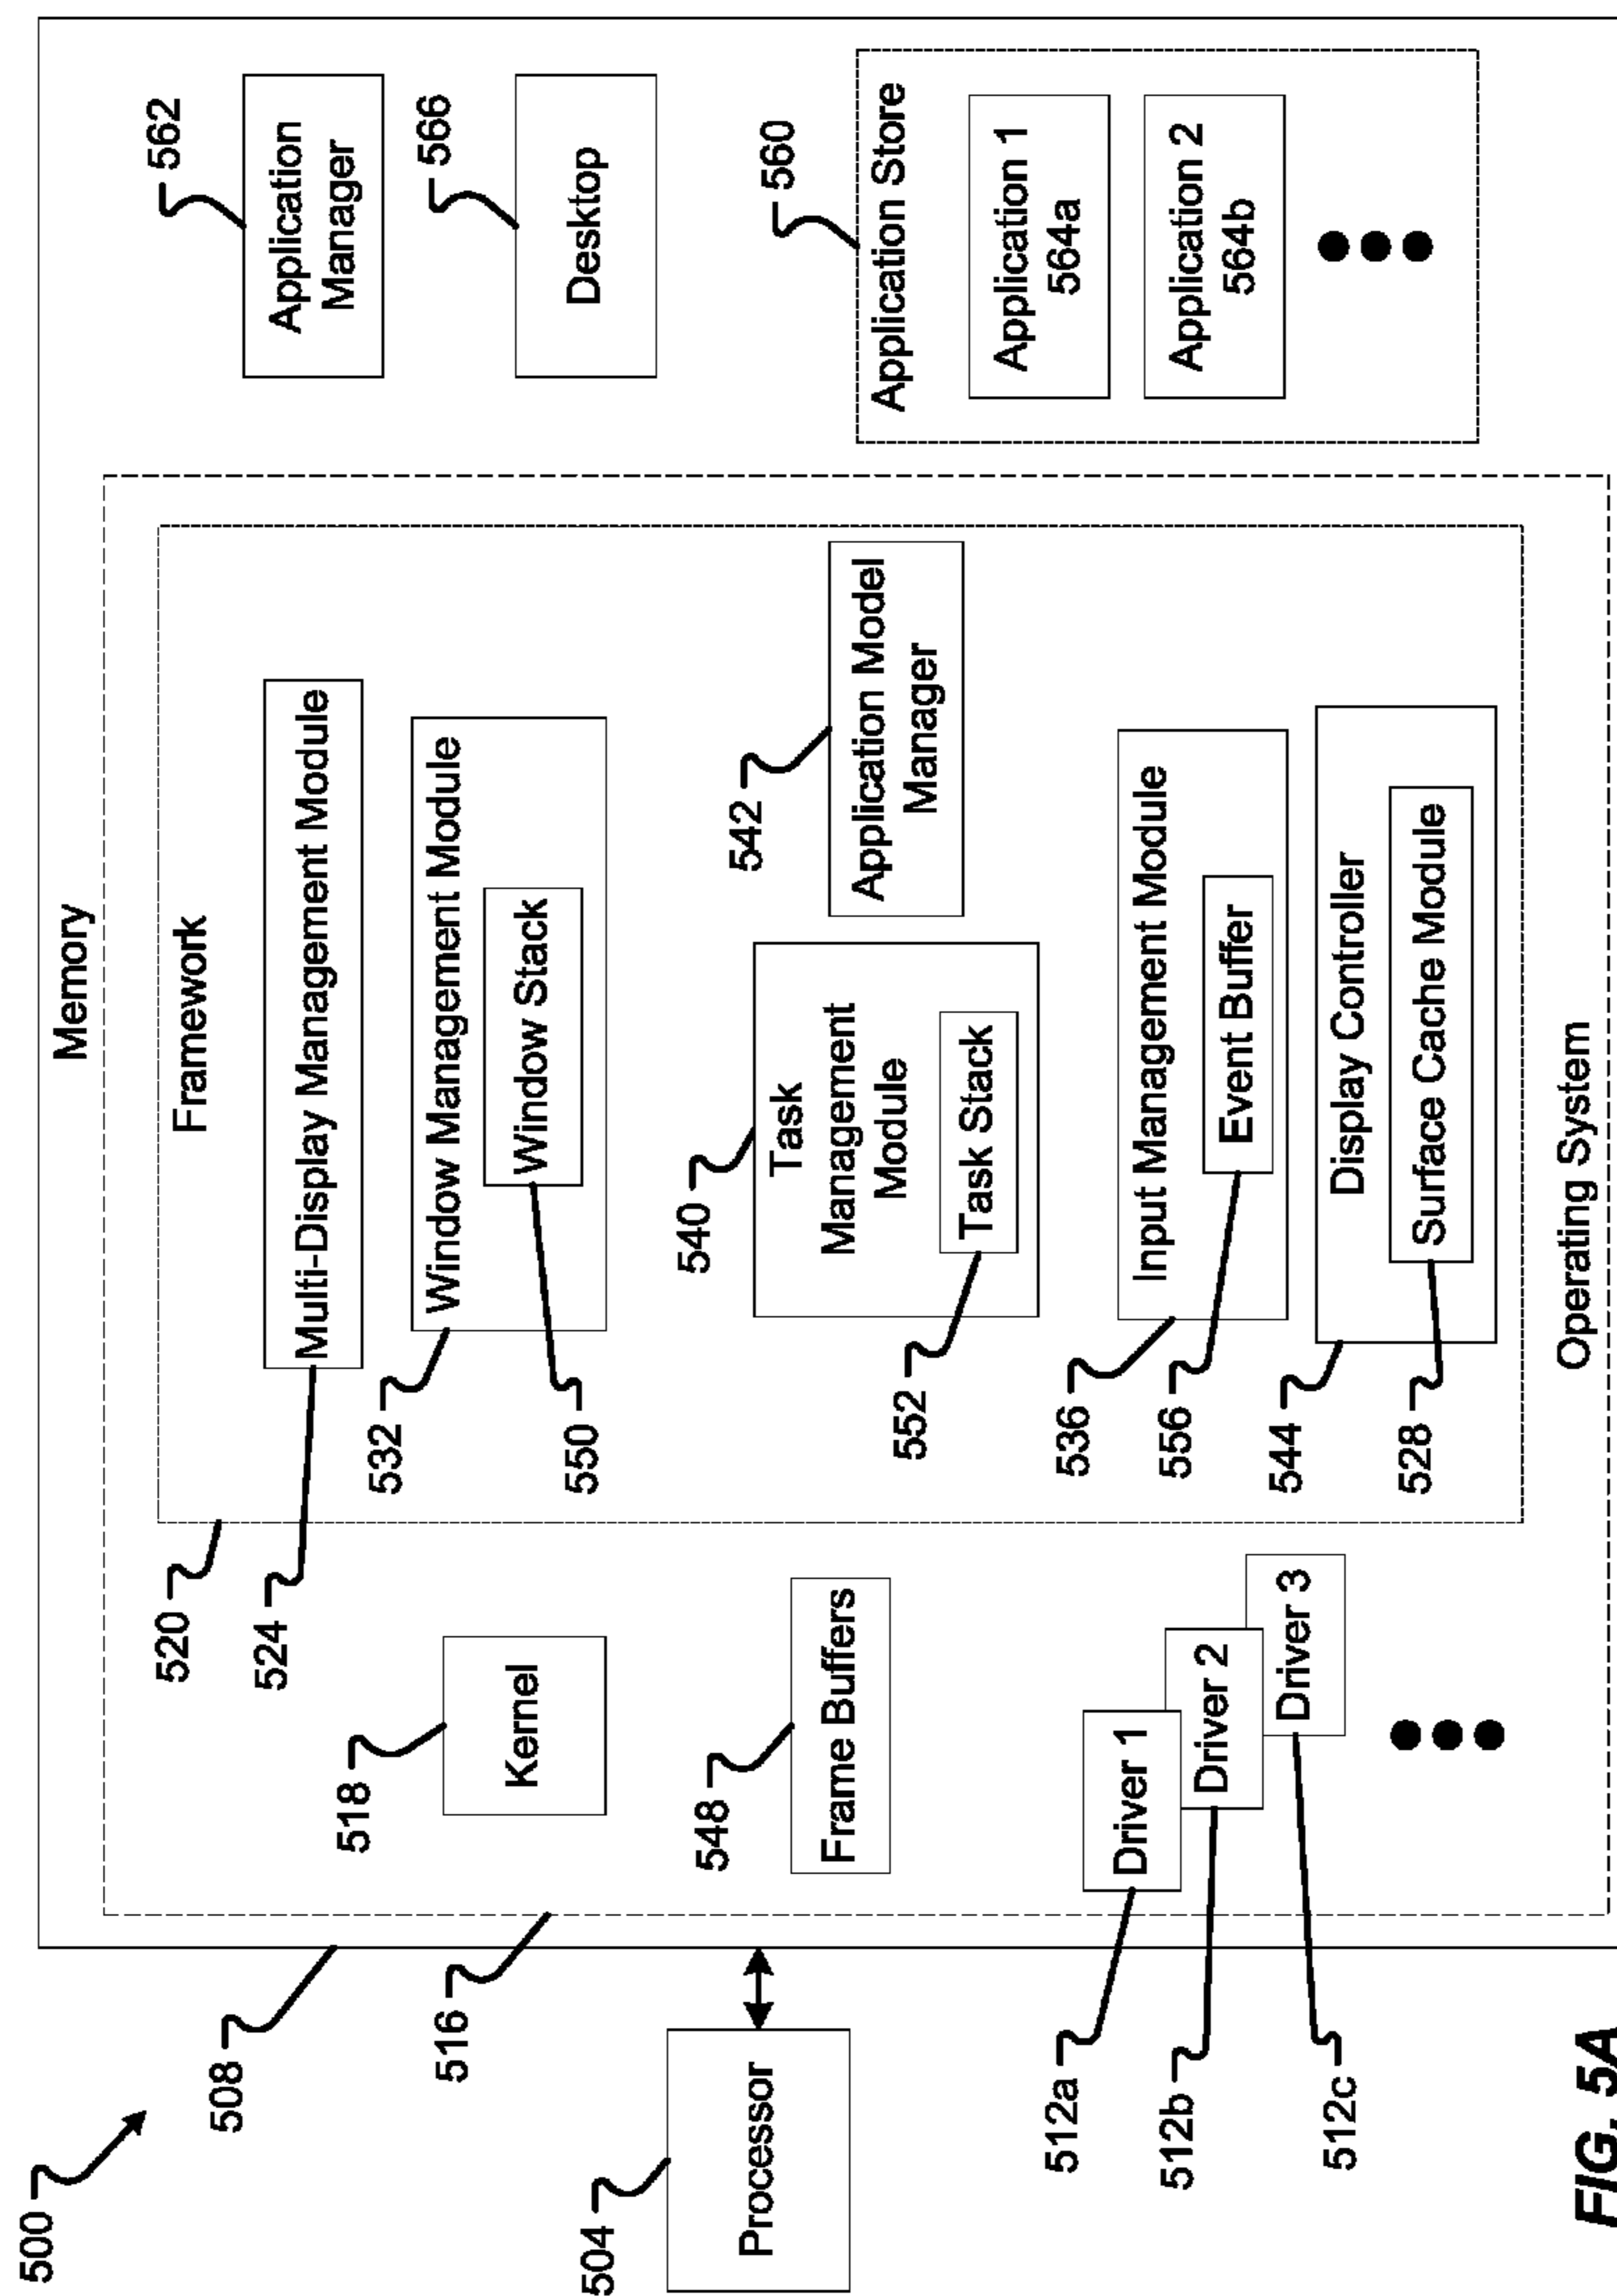 500
508
Memory
516
Operating System
520
Framework
524
Multi-Display Management Module
532
Window Management Module
550
Window Stack
518
Kernel
548
Frame Buffers
540
Task
Management
Module
552
Task Stack
542
Application Model
Manager
536
Input Management Module
556
Event Buffer
544
Display Controller
528
Surface Cache Module
504
Processor
512a
Driver 1
512b
Driver 2
512c
Driver 3
562
Application
Manager
566
Desktop
560
Application Store
Application 1
564a
Application 2
564b
FIG. 5A